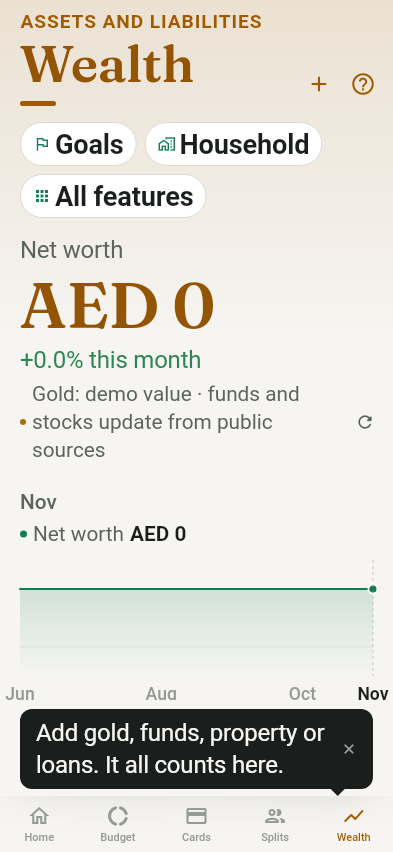 ASSETS AND LIABILITIES
Wealth
Goals
Household
All features
Net worth
AED 0
+0.0% this month
Gold: demo value · funds and
stocks update from public
sources
Nov
Net worth AED 0
Jun Aug Oct Nov
Add gold, funds, property or
loans. It all counts here.
Home Budget Cards Splits Wealth